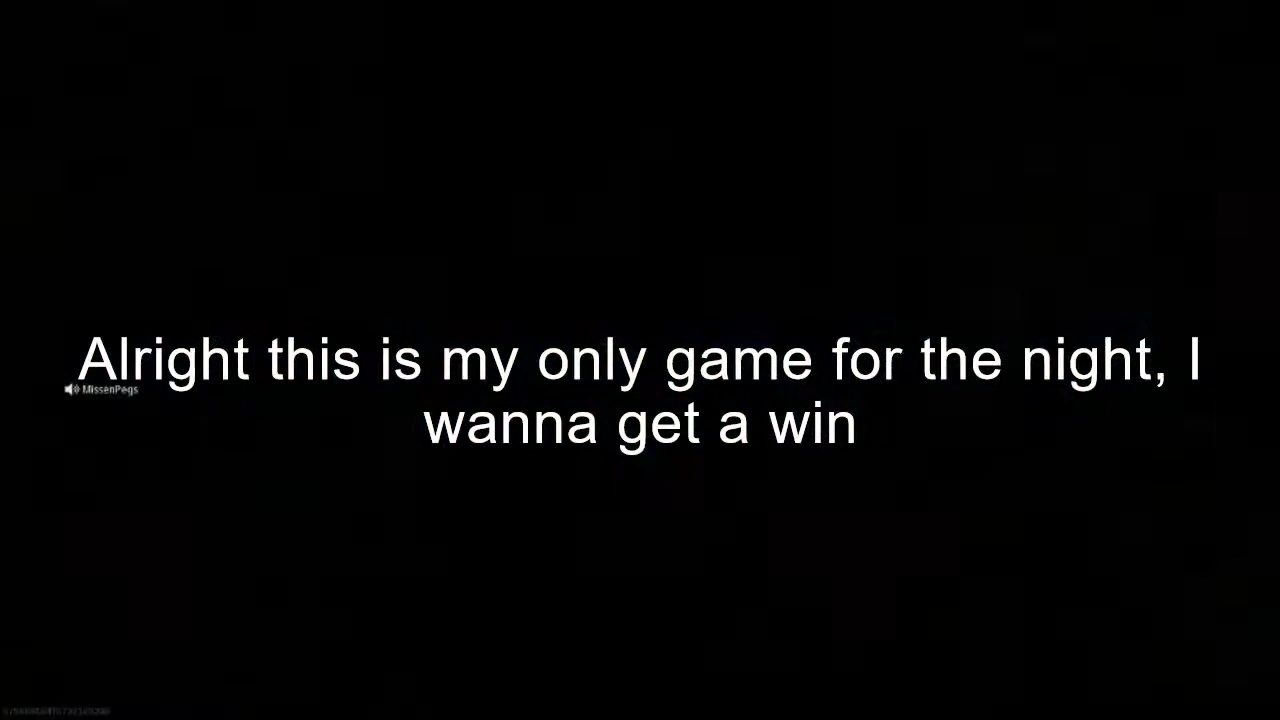 Alright this is my only game for the night, I
MissenPegs
wanna get a win